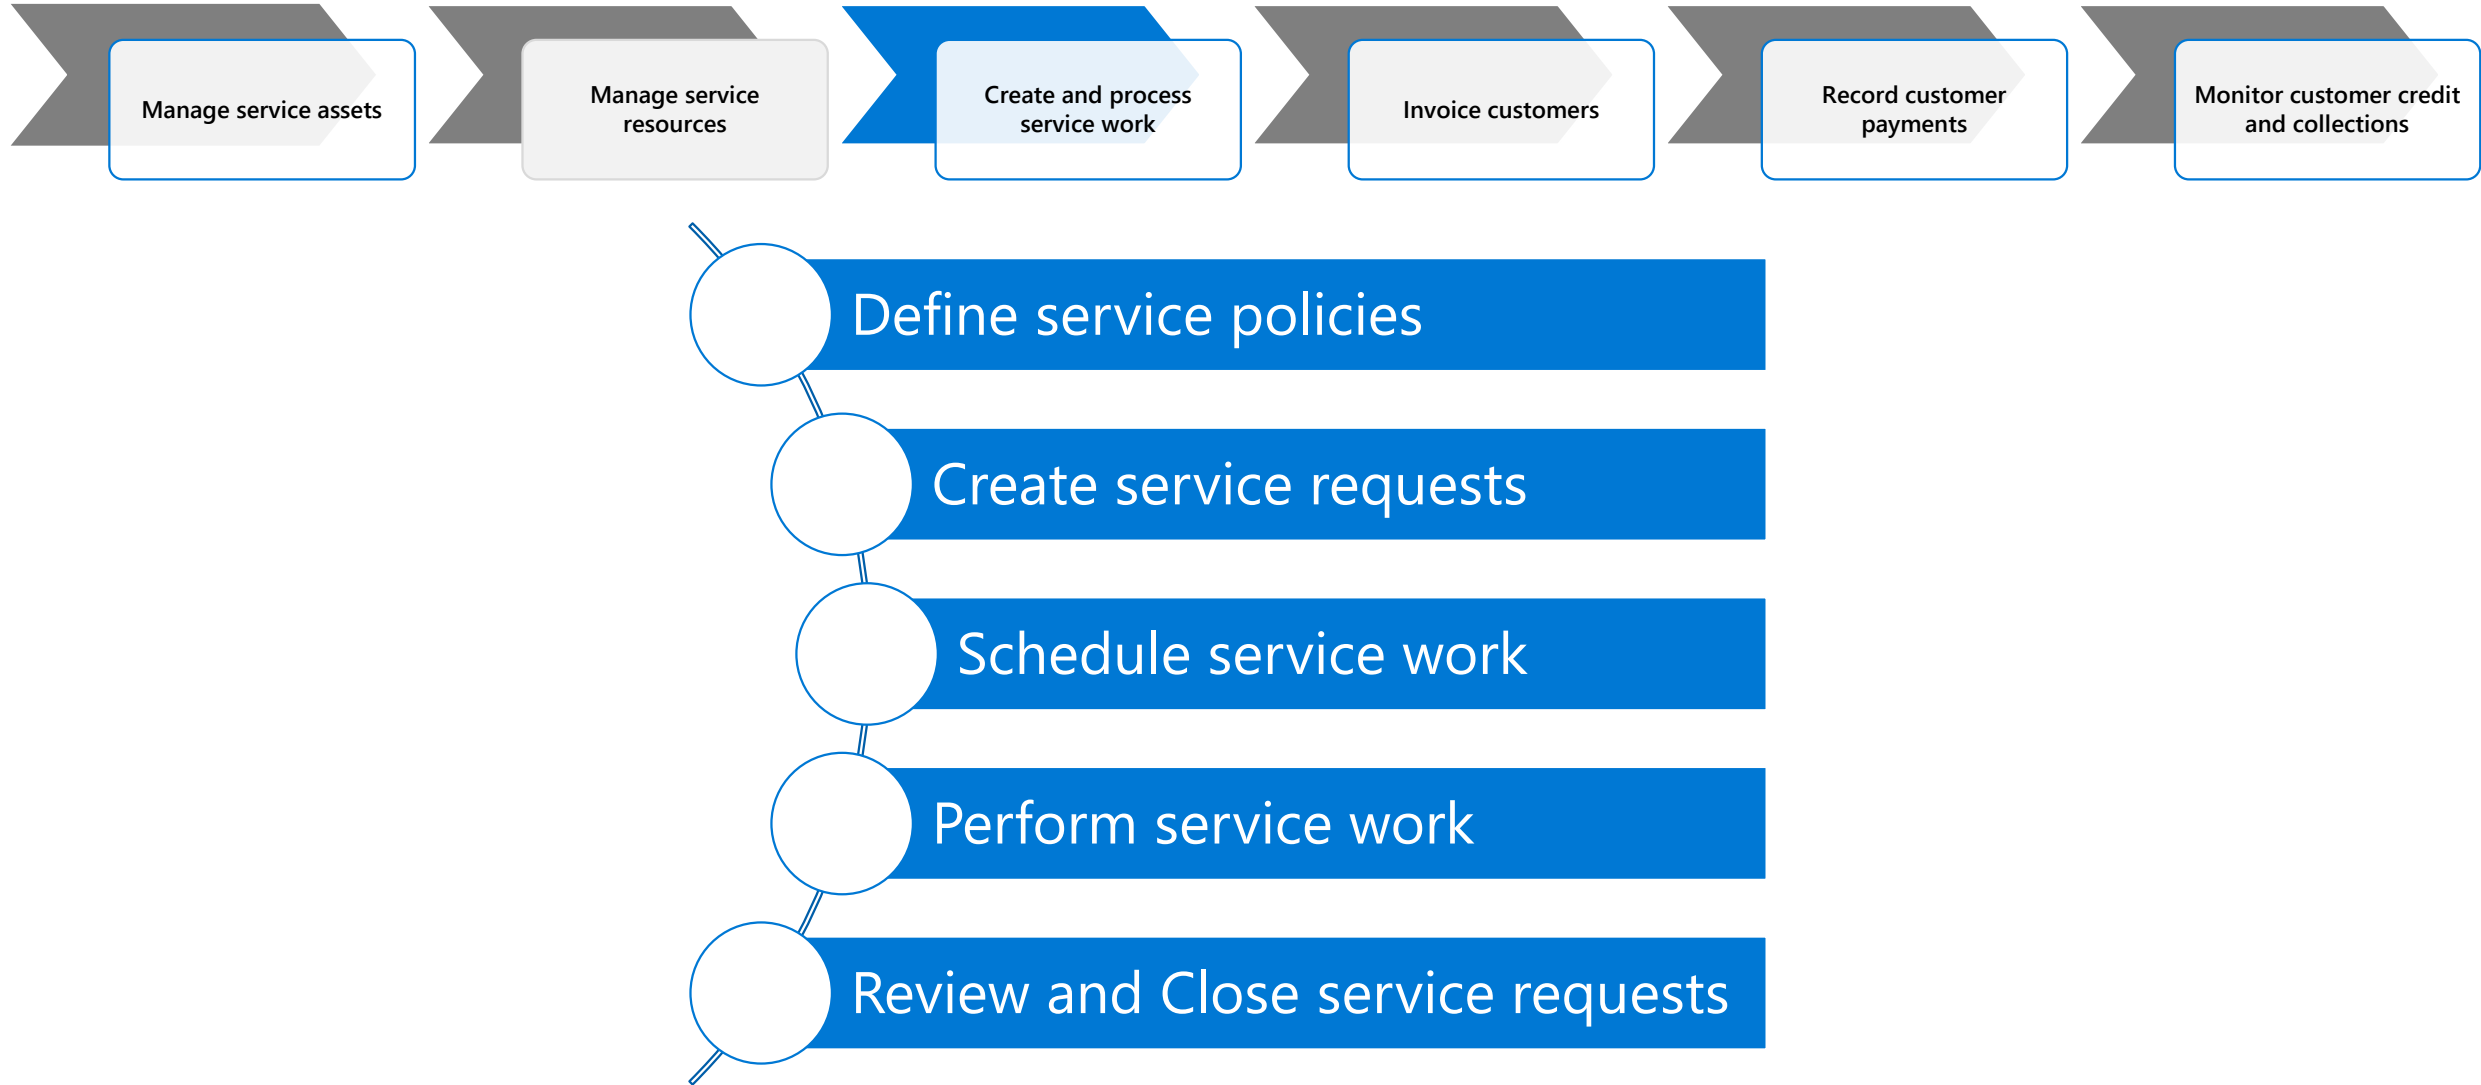 Manage service assets
Manage service
resources
Create and process
service work
Invoice customers
Record customer
payments
Monitor customer credit
and collections
Define service policies
Create service requests
Schedule service work
Perform service work
Review and Close service requests